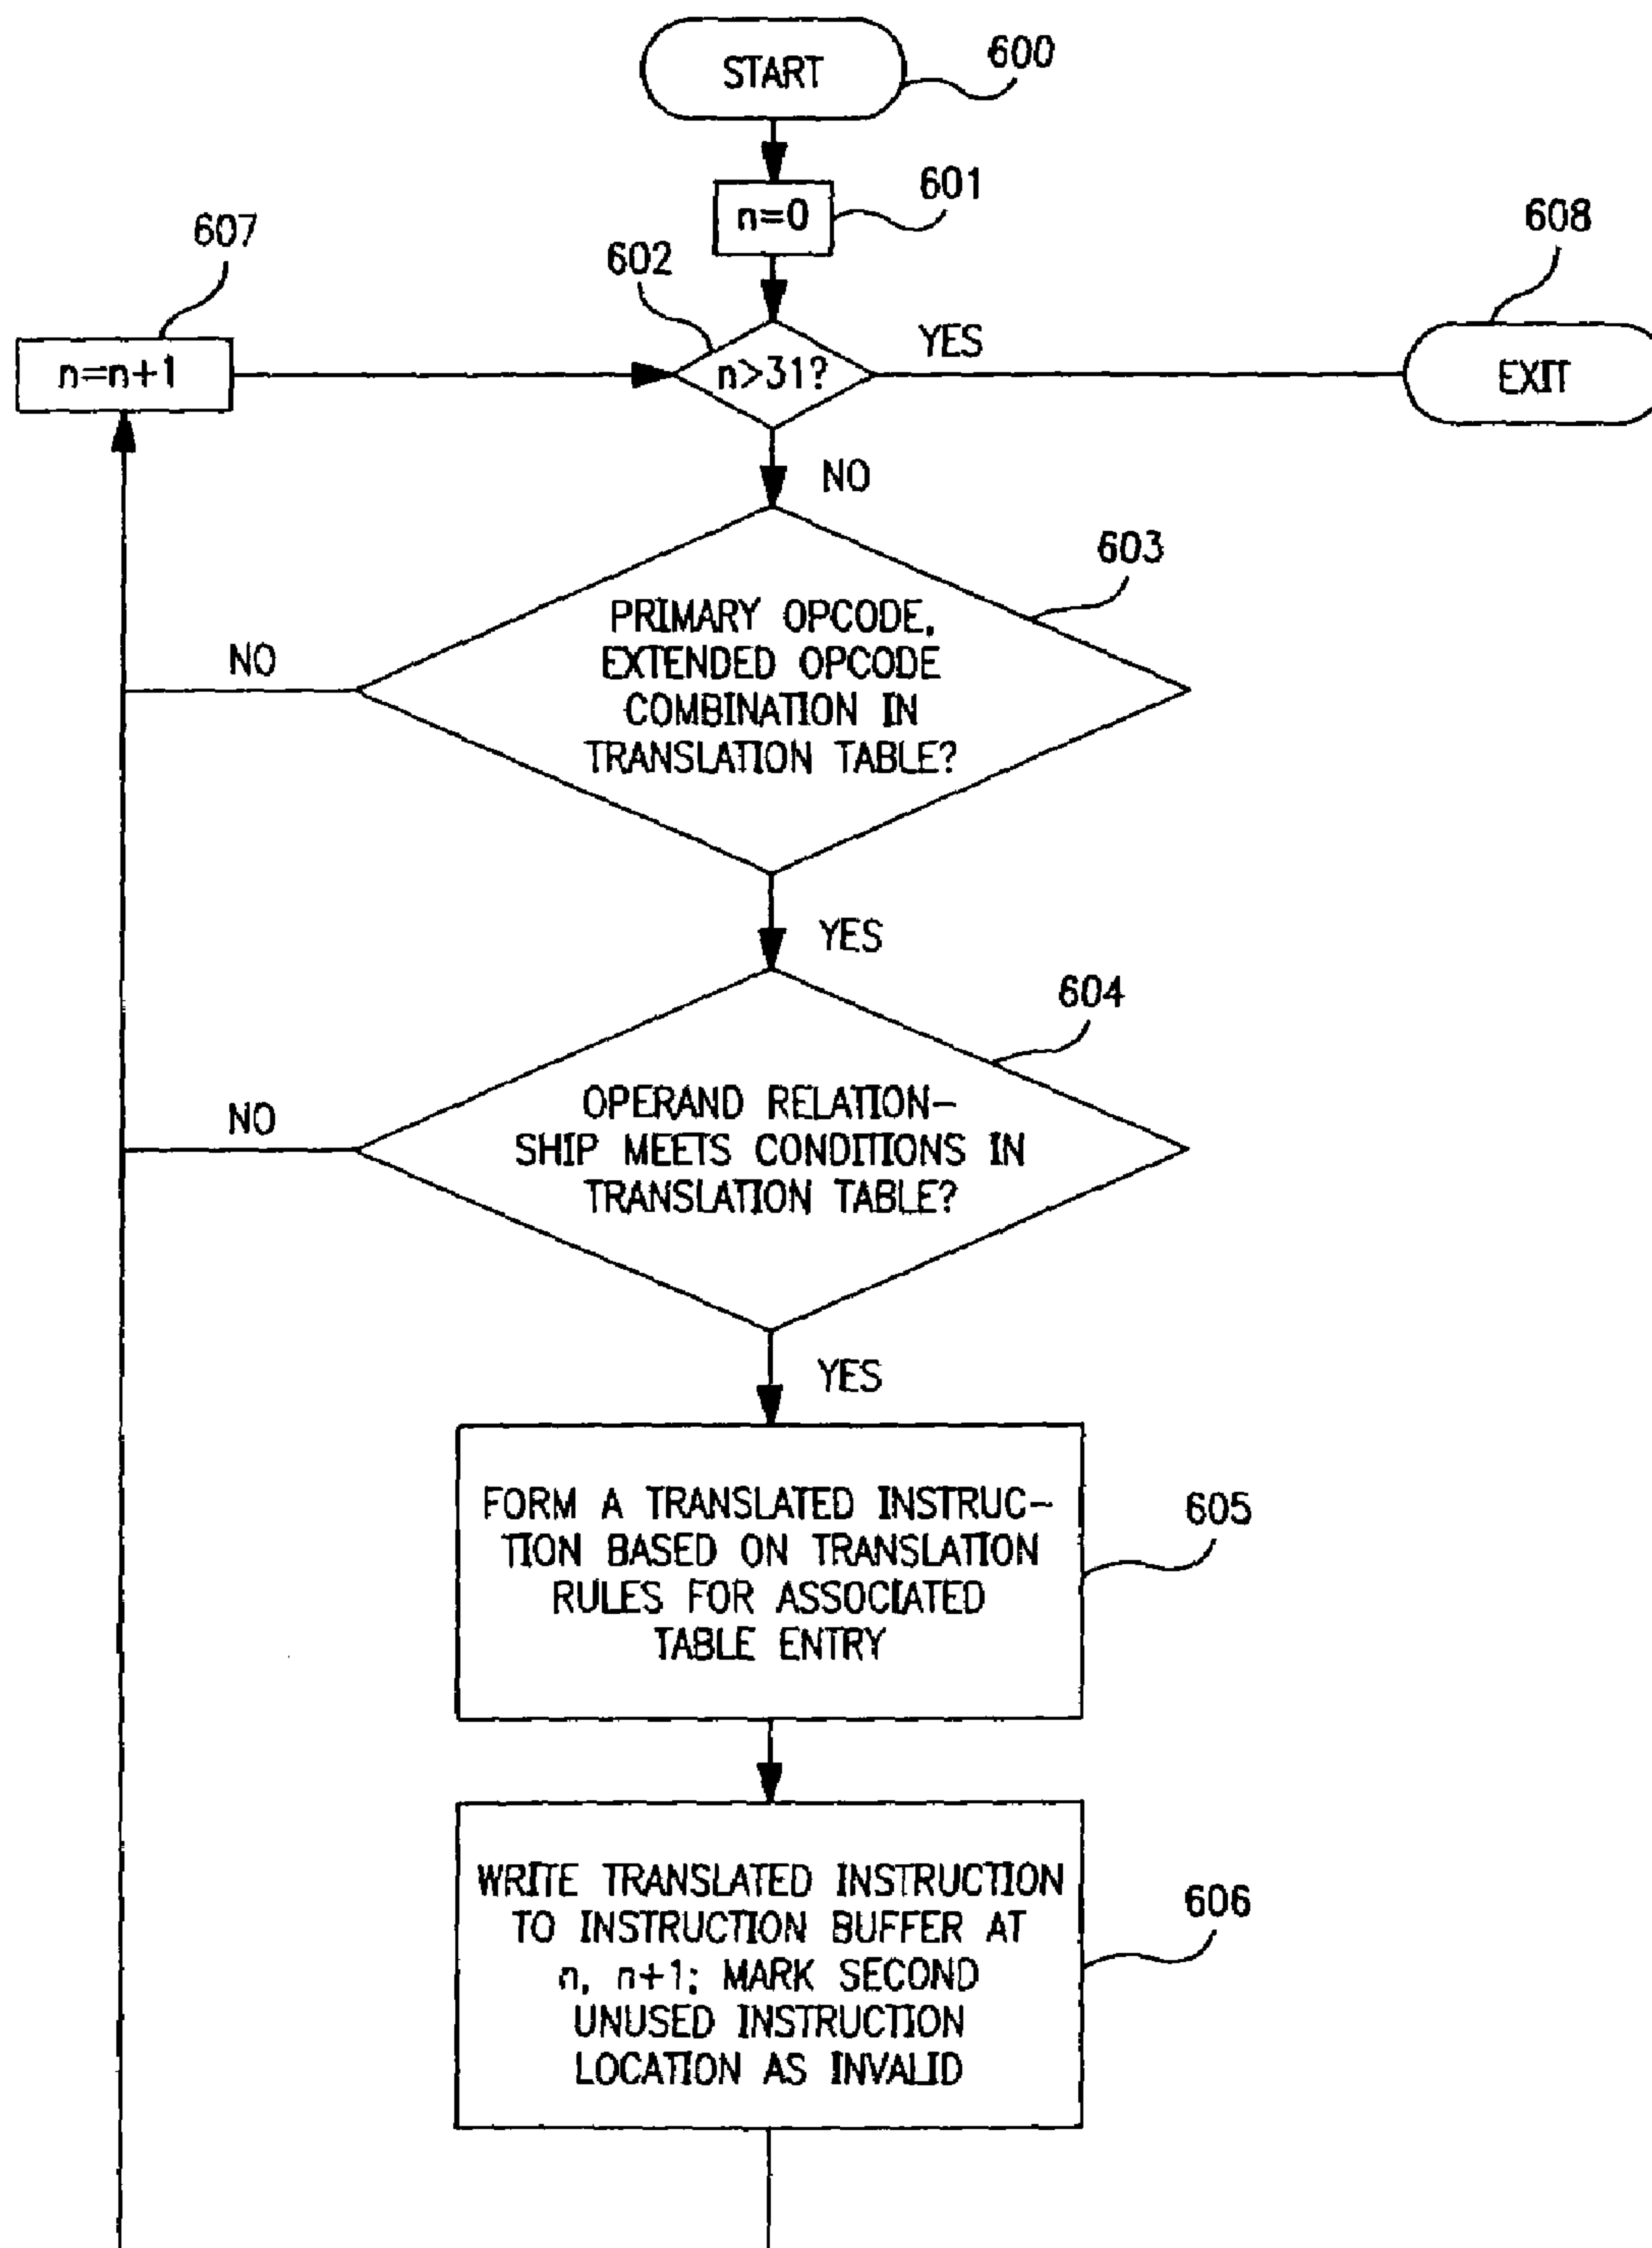 START
600
n=0
601
607
602
608
n=n+1
n>31?
YES
EXIT
NO
603
PRIMARY OPCODE,
EXTENDED OPCODE
COMBINATION IN
TRANSLATION TABLE?
NO
YES
604
OPERAND RELATION-
SHIP MEETS CONDITIONS IN
TRANSLATION TABLE?
NO
YES
FORM A TRANSLATED INSTRUC-
TION BASED ON TRANSLATION
RULES FOR ASSOCIATED
TABLE ENTRY
605
WRITE TRANSLATED INSTRUCTION
TO INSTRUCTION BUFFER AT
n, n+1; MARK SECOND
UNUSED INSTRUCTION
LOCATION AS INVALID
606